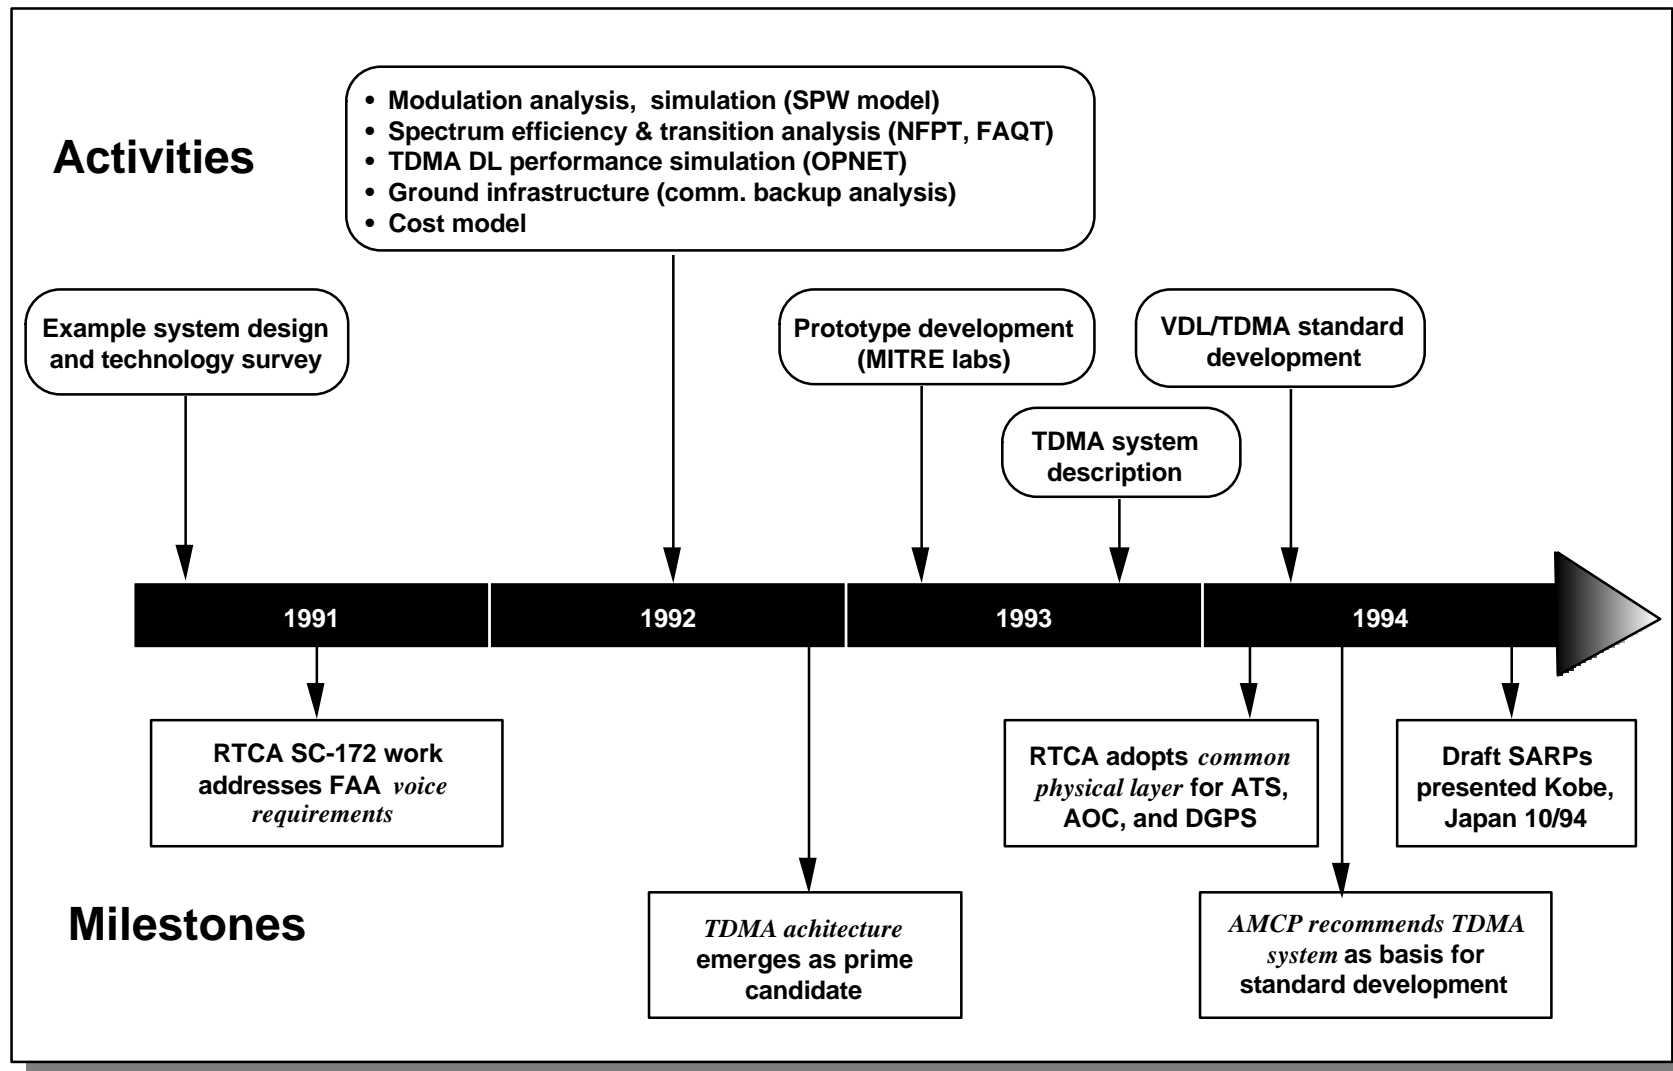 Activities
• Modulation analysis, simulation (SPW model)
• Spectrum efficiency & transition analysis (NFPT, FAQT)
• TDMA DL performance simulation (OPNET)
• Ground infrastructure (comm. backup analysis)
• Cost model
Example system design
and technology survey
Prototype development
(MITRE labs)
VDL/TDMA standard
development
TDMA system
description
1991
1992
1993
1994
RTCA SC-172 work
addresses FAA voice
requirements
RTCA adopts common
physical layer for ATS,
AOC, and DGPS
Draft SARPs
presented Kobe,
Japan 10/94
Milestones
TDMA achitecture
emerges as prime
candidate
AMCP recommends TDMA
system as basis for
standard development